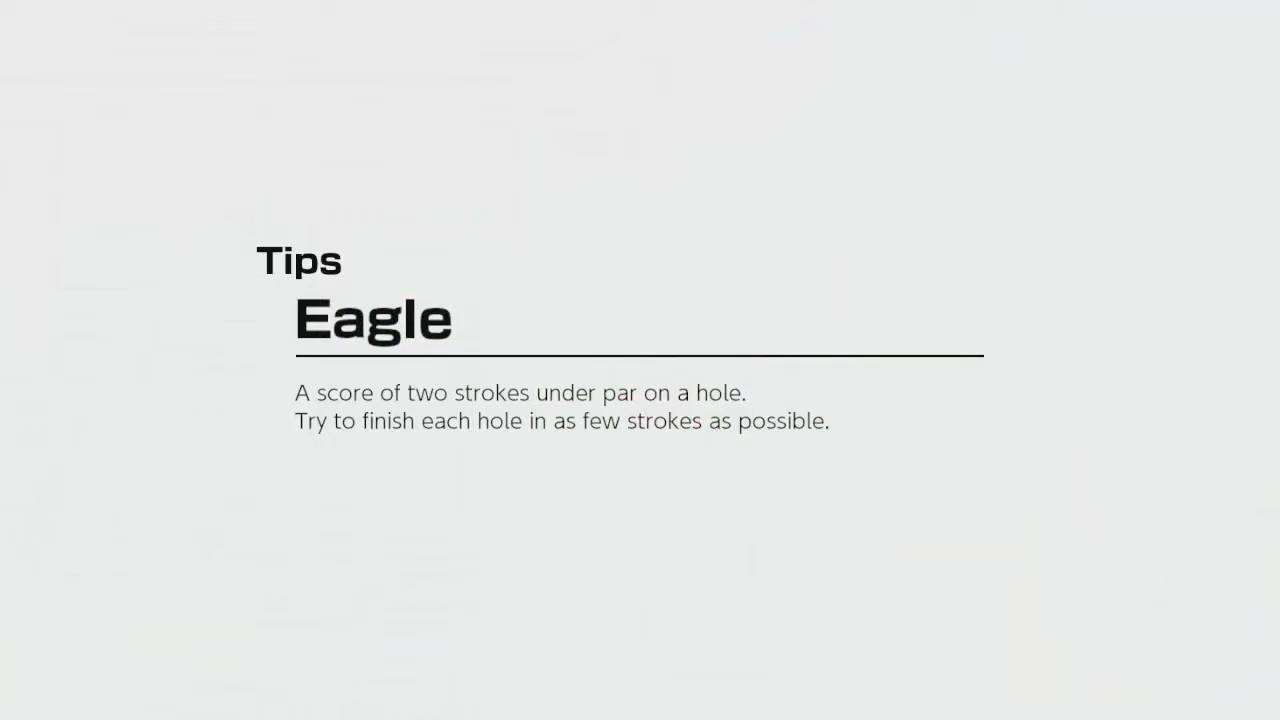 Tips
Eagle
A score of two strokes under par on a hole.
Try to finish each hole in as few strokes as possible.